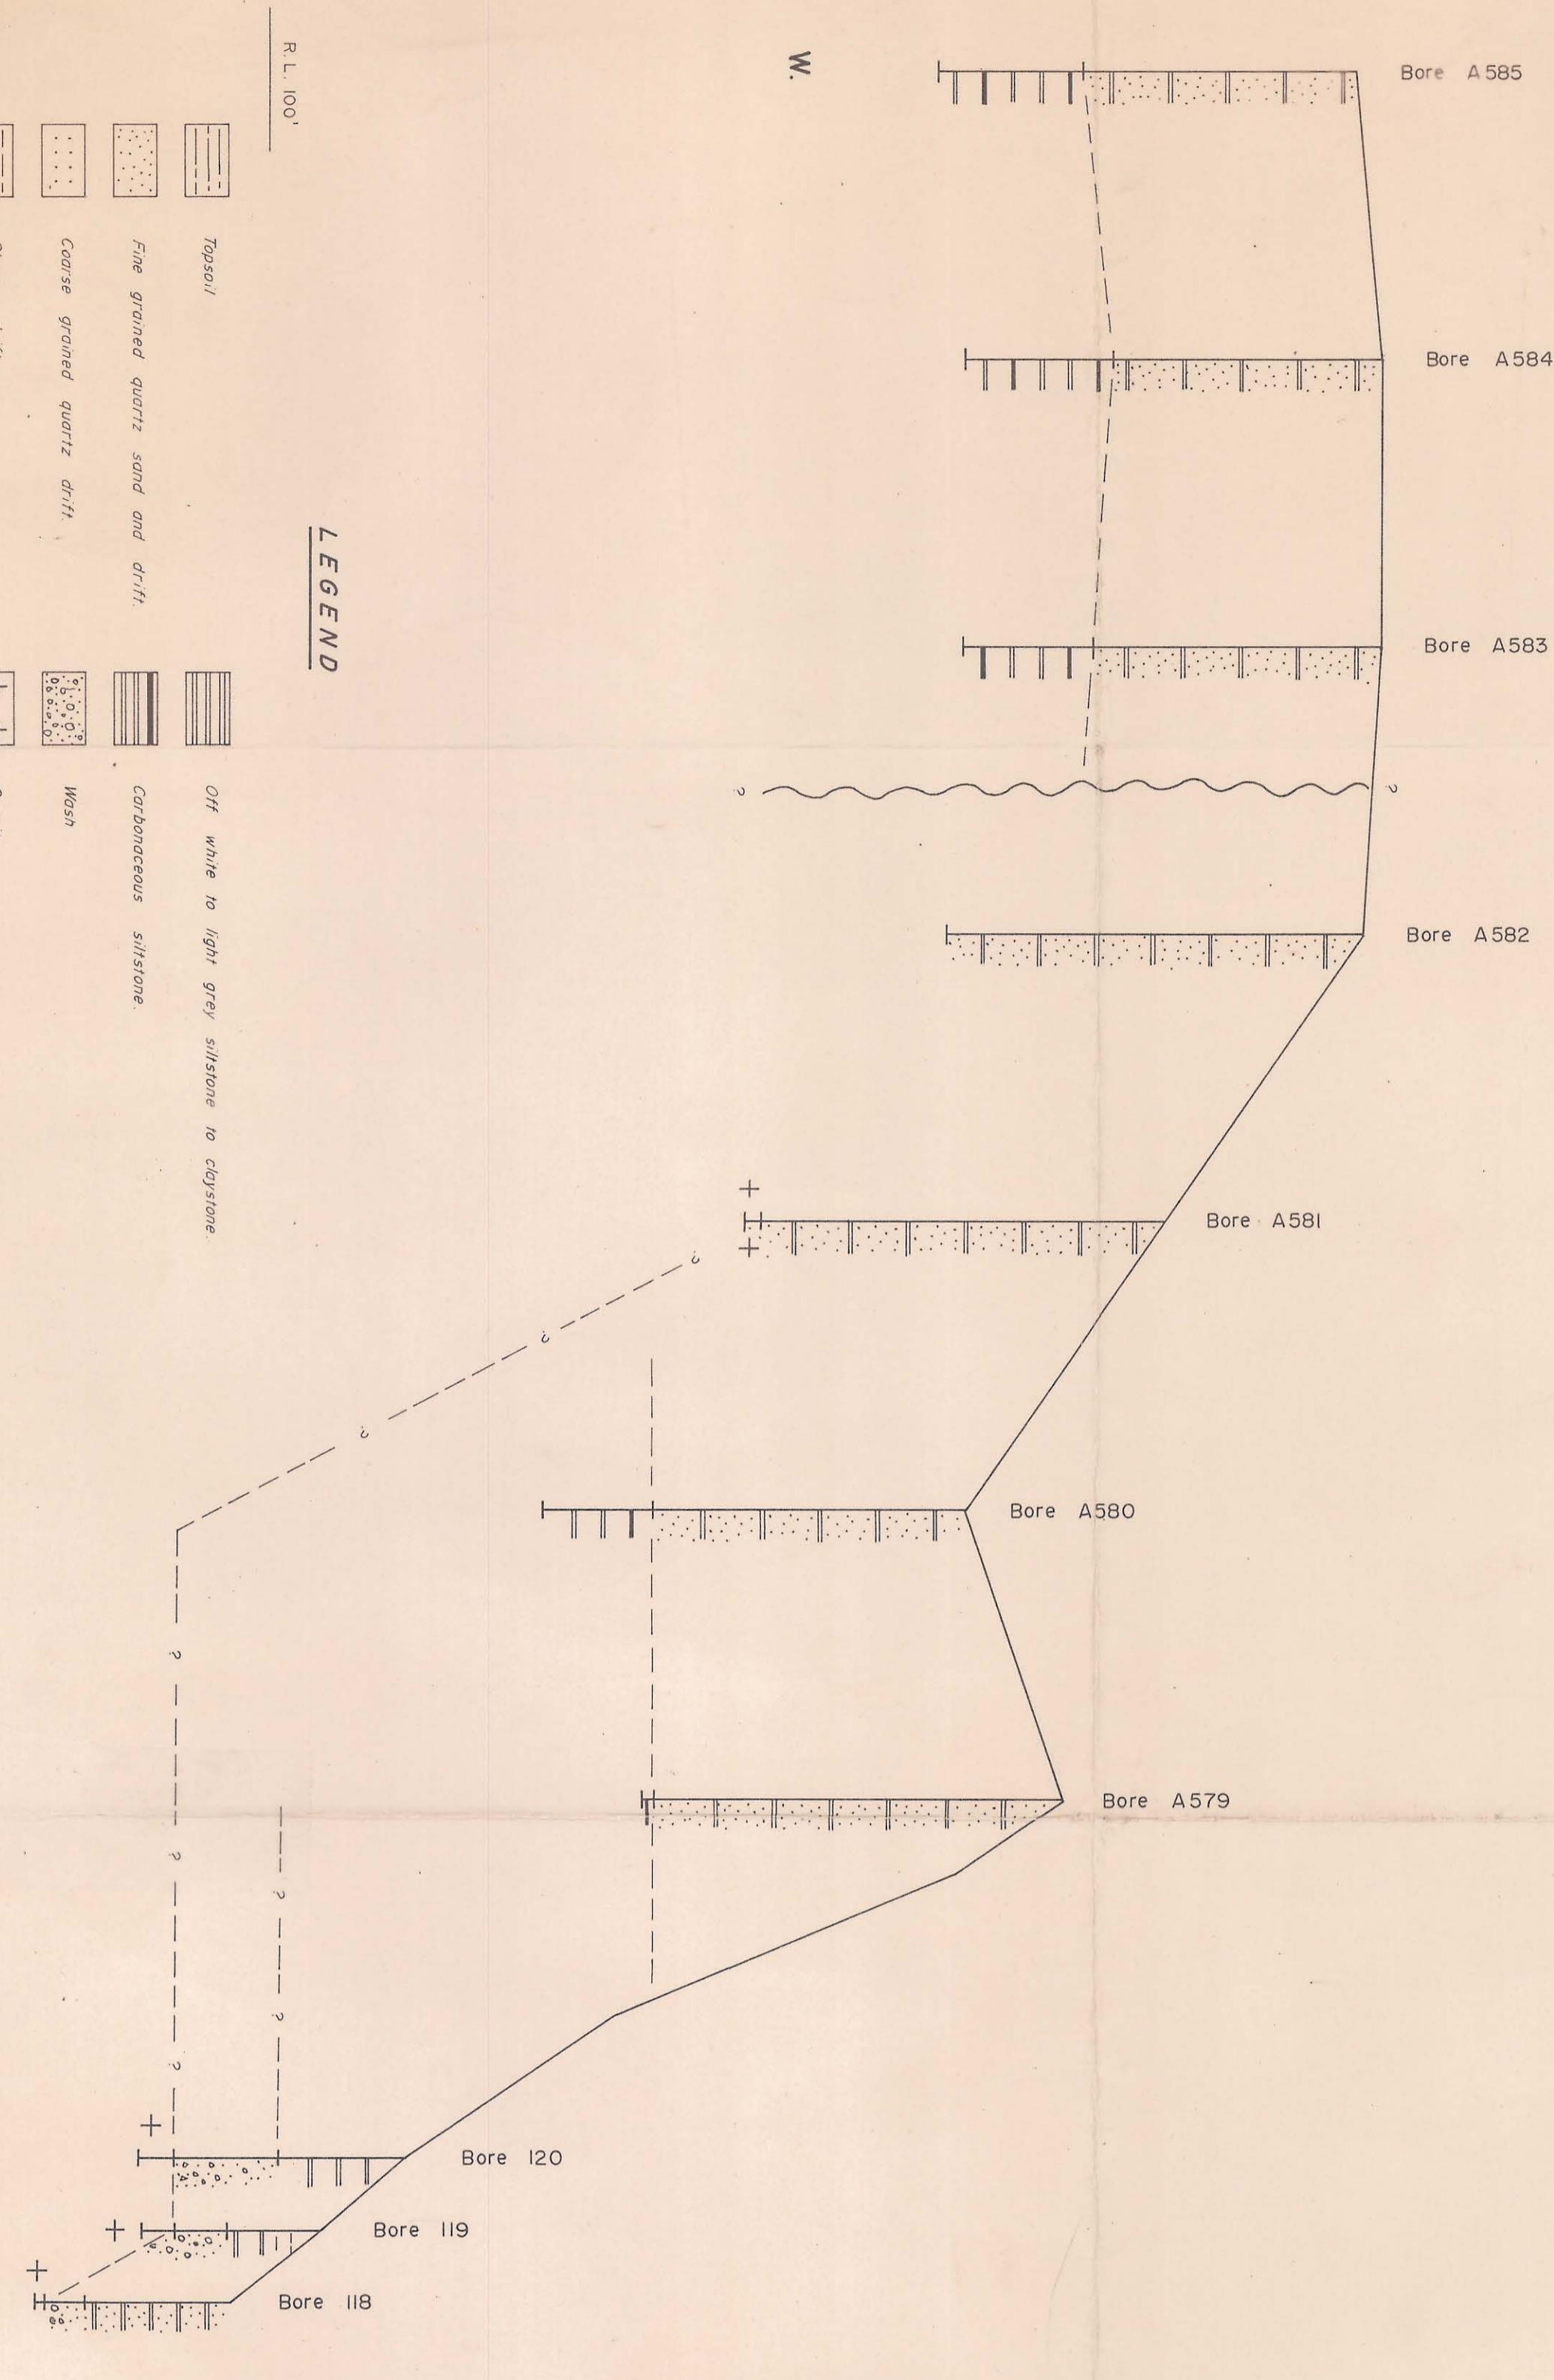 W.
Bore A585
Bore A584
Bore A583
?
?
Bore A582
Bore A581
?
?
?
Bore A580
?
Bore A579
?
?
?
?
Bore 120
Bore 119
Bore 118
R.L. 100'
LEGEND
Topsoil
Fine grained quartz sand and drift.
Coarse grained quartz drift.
Off white to light grey siltstone to claystone.
Carbonaceous siltstone.
Wash